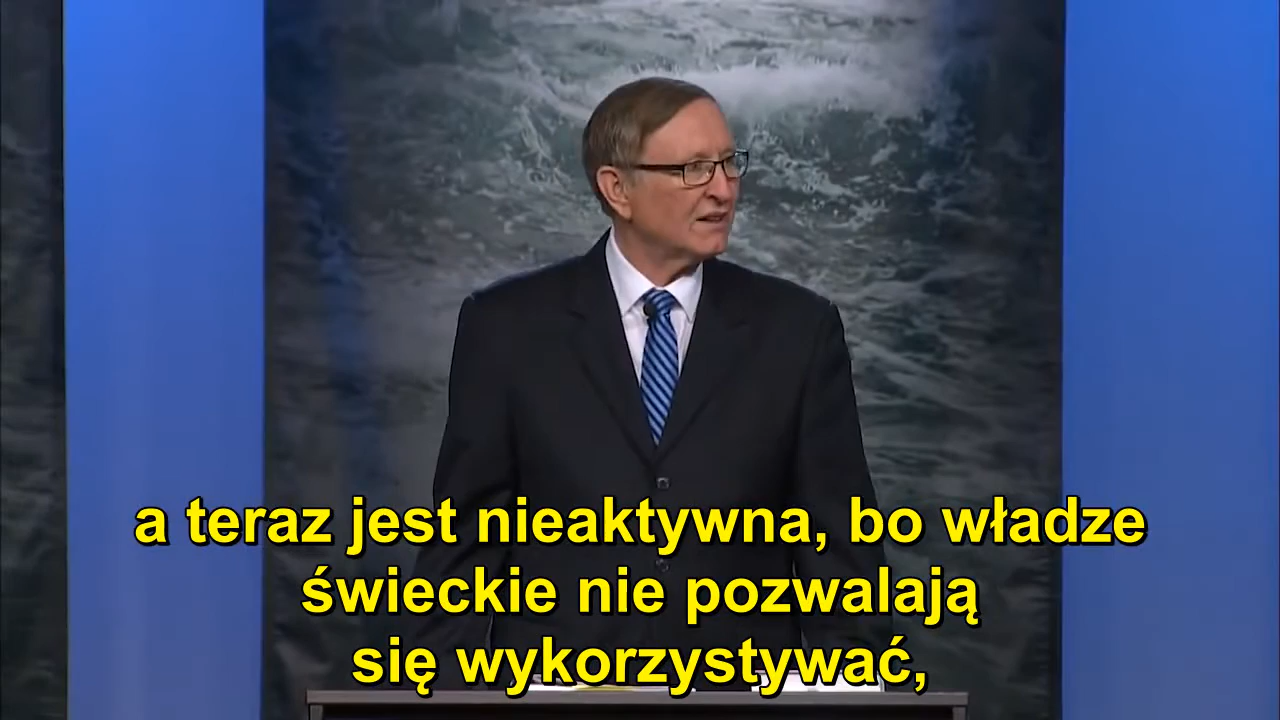 a teraz jest nieaktywna, bo władze
świeckie nie pozwalają
się wykorzystywać,